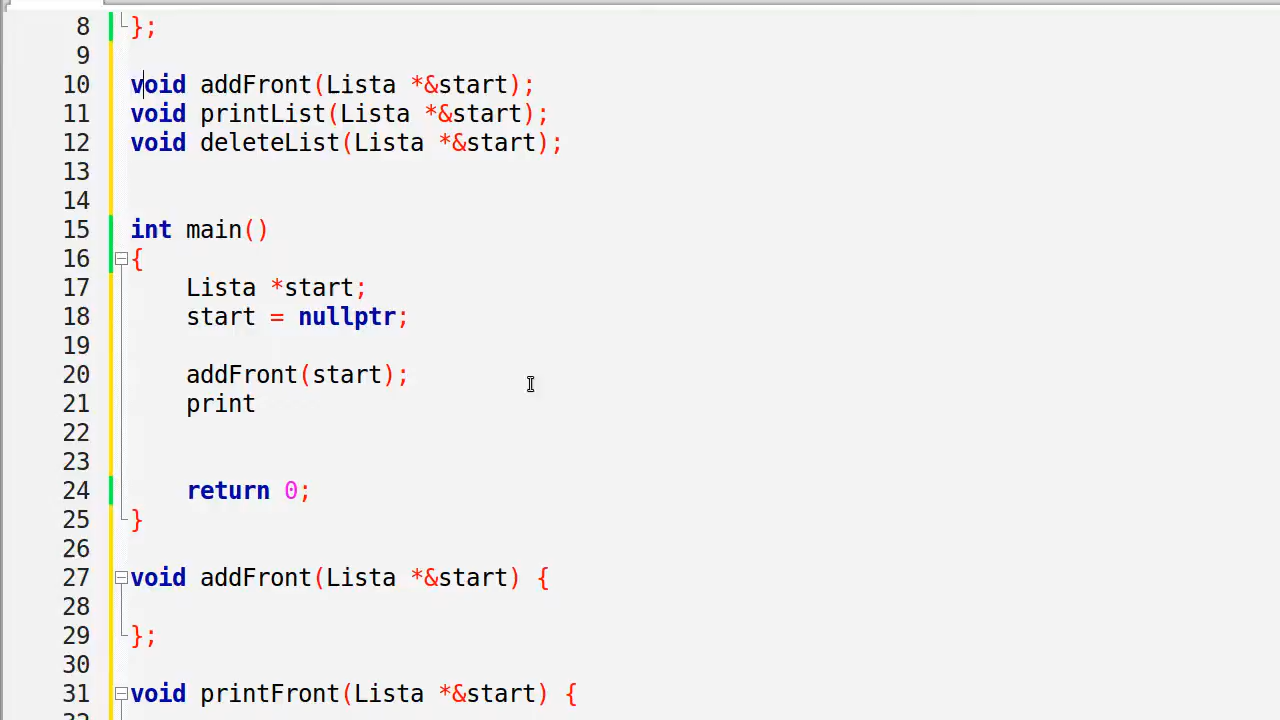 8 };
9
10 void addFront(Lista *&start);
11 void printList(Lista *&start);
12 void deleteList(Lista *&start);
13
14
15 int main()
16 {
17 Lista *start;
18 start = nullptr;
19
20 addFront(start);
21 print
22
23
24 return 0;
25 }
26
27 void addFront(Lista *&start) {
28
29 };
30
31 void printFront(Lista *&start) {
32